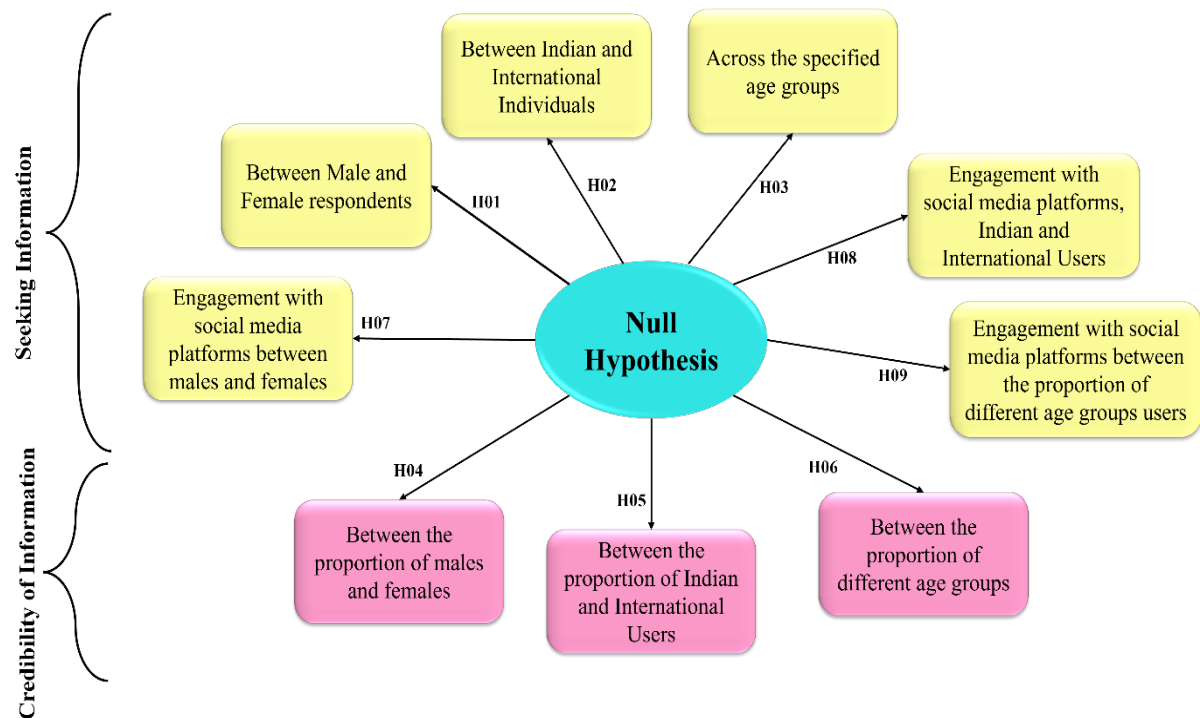 Seeking Information
Between Indian and
International
Individuals
Across the specified
age groups
Between Male and
Female respondents
H01
H02
H03
Engagement with
social media platforms,
Indian and
International Users
H08
Engagement with
social media
platforms between
males and females
H07
Null
Hypothesis
H09
Engagement with social
media platforms between
the proportion of
different age groups users
Credibility of Information
H04
H05
H06
Between the
proportion of males
and females
Between the
proportion of Indian
and International
Users
Between the
proportion of
different age groups